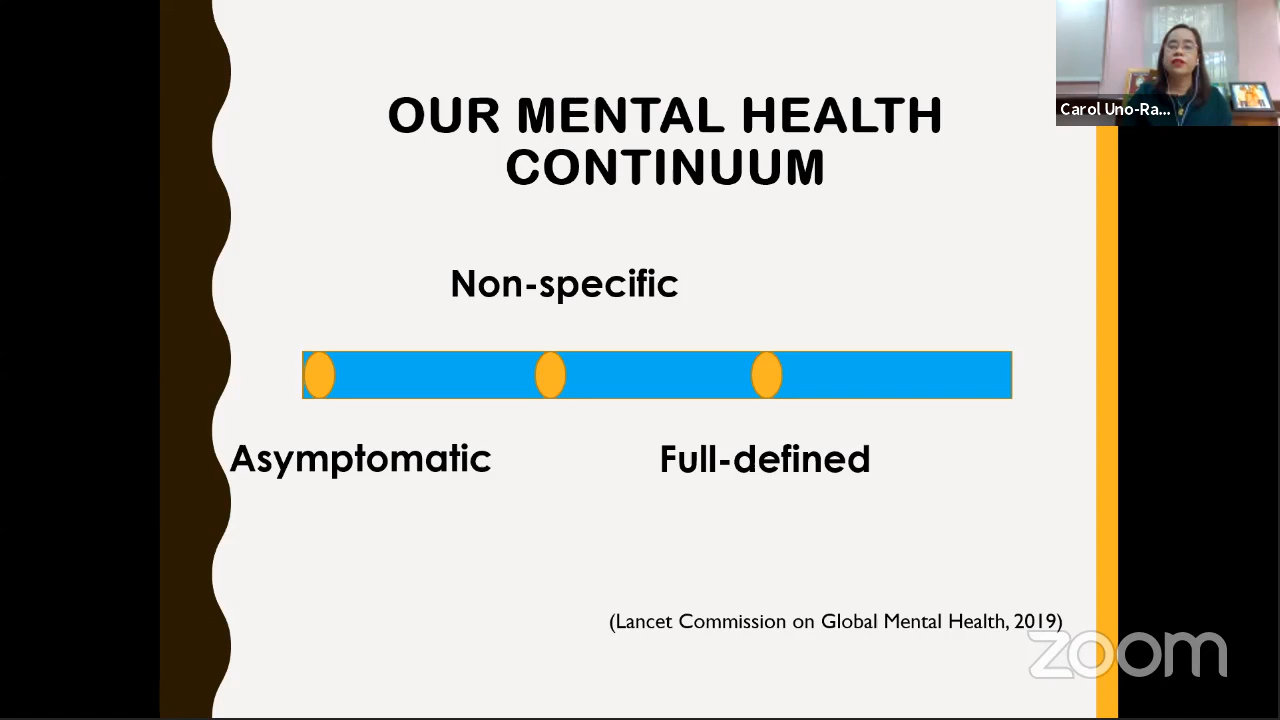 OUR MENTAL HEALTH
CONTINUUM
Carol Uno-Ra...
Non-specific
Asymptomatic
Full-defined
(Lancet Commission on Global Mental Health, 2019)
zoom